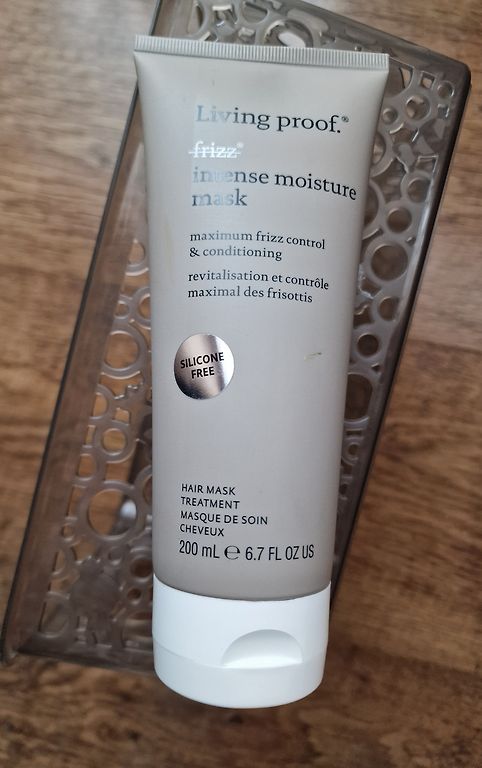 Living proof.®
frizz®
intense moisture
mask
maximum frizz control
& conditioning
revitalisation et contrôle
maximal des frisottis
SILICONE
FREE
HAIR MASK
TREATMENT
MASQUE DE SOIN
CHEVEUX
200 mL ℮ 6.7 FL OZ US